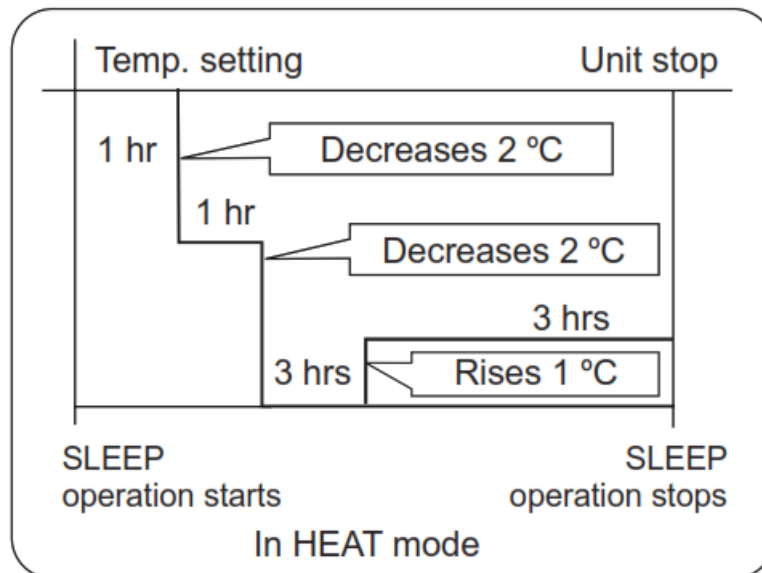 Temp. setting
Unit stop
1 hr
Decreases 2 ºC
1 hr
Decreases 2 ºC
3 hrs
3 hrs
Rises 1 ºC
SLEEP
operation starts
SLEEP
operation stops
In HEAT mode